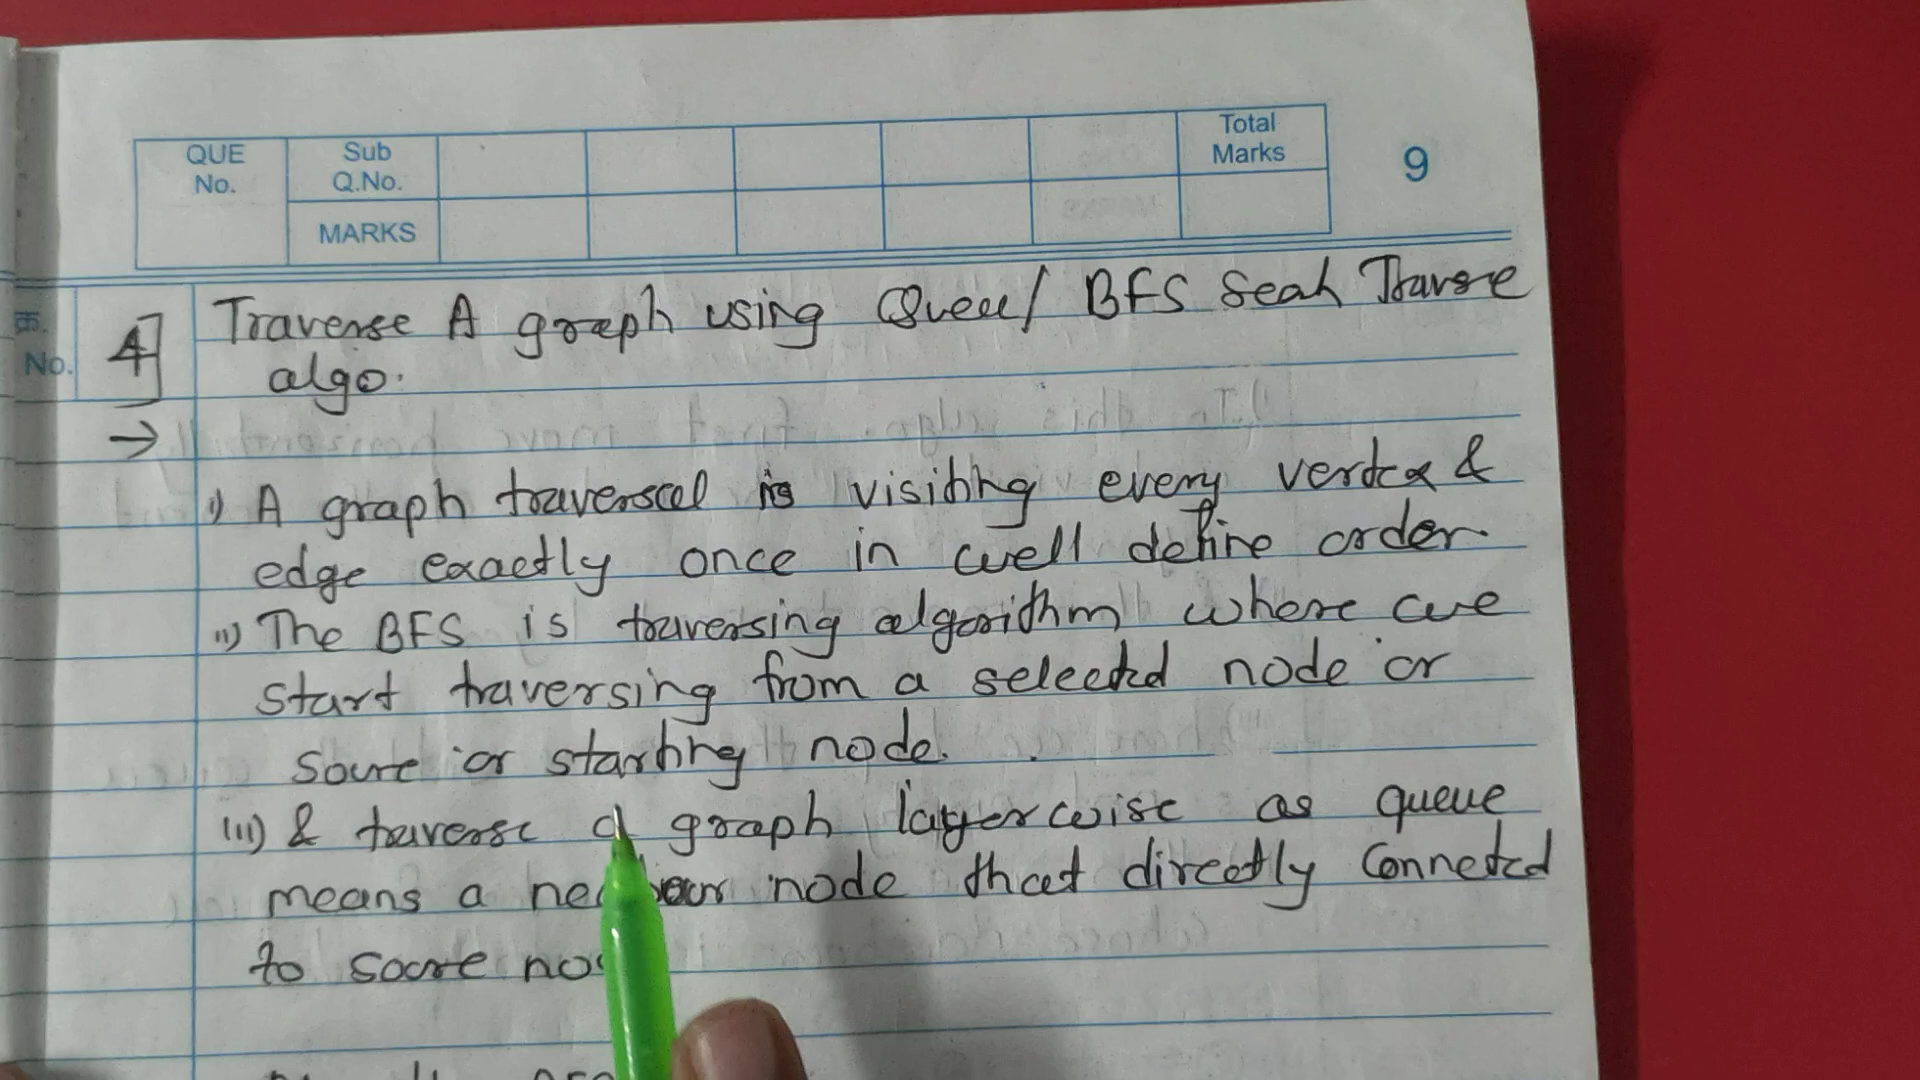 QUE No. Sub Q.No. Total Marks 9
MARKS
क्र. No.
4] Traverse A graph using Queue/ BFS Seah Travrse
algo.
→
i) A graph traversal is visiting every vertex &
edge exactly once in well define order.
ii) The BFS is traversing algorithm where we
start traversing from a selected node or
source or starting node.
iii) & traverse a graph layerwise as queue
means a node that directly Connected
to source